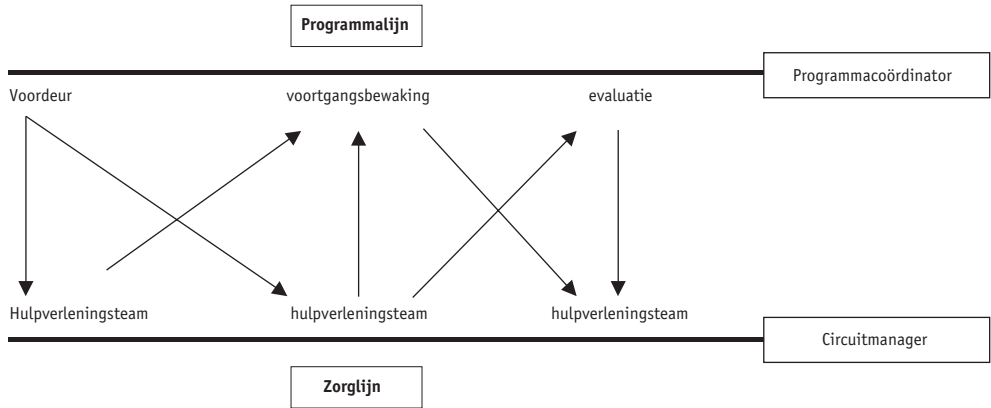 Programmalijn
Programmacoördinator
Voordeur voortgangsbewaking evaluatie
Hulpverleningsteam hulpverleningsteam hulpverleningsteam
Circuitmanager
Zorglijn